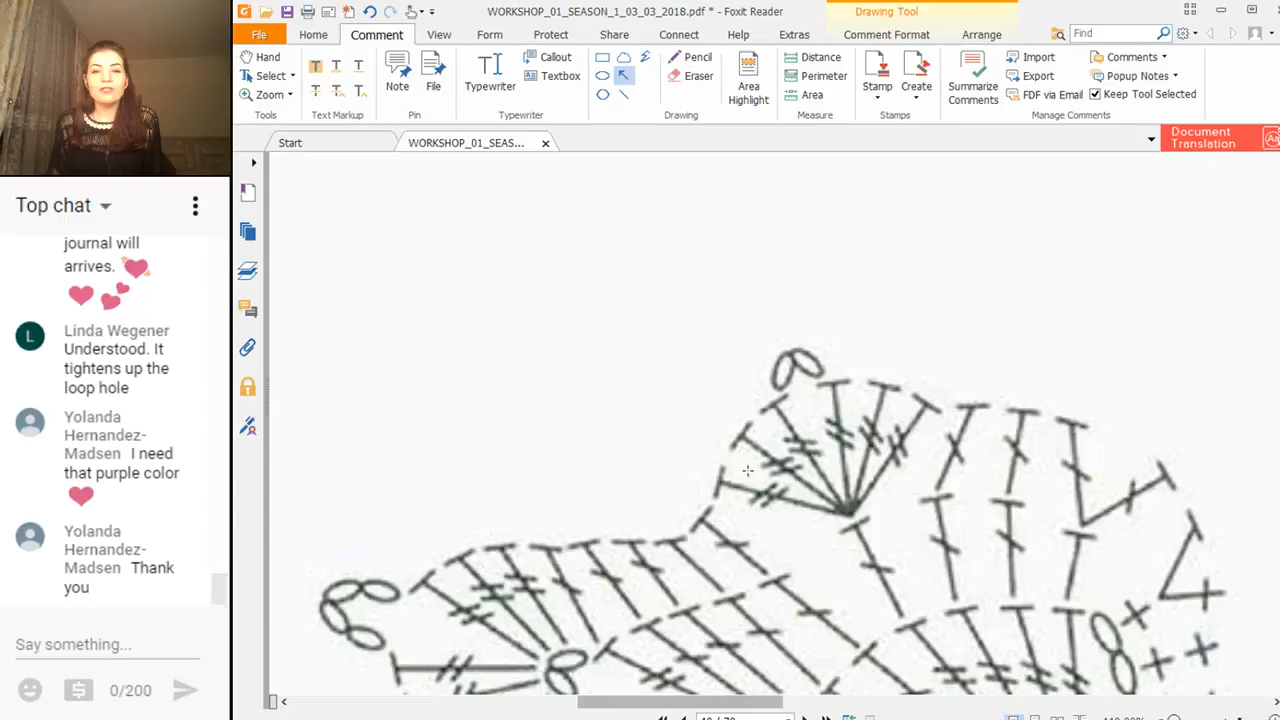 WORKSHOP_01_SEASON_1_03_03_2018.pdf * - Foxit Reader
Drawing Tool
File Home Comment View Form Protect Share Connect Help Extras Comment Format Arrange Find
Hand
Select
Zoom
Tools
T T T
T T T
Text Markup
Note
File
Pin
Typewriter
Callout
Textbox
Typewriter
Pencil
Eraser
Area
Highlight
Drawing
Distance
Perimeter
Area
Measure
Stamp
Create
Stamps
Summarize
Comments
Import
Export
FDF via Email
Comments
Popup Notes
Keep Tool Selected
Manage Comments
Start
WORKSHOP_01_SEAS...
Document
Translation
Top chat
journal will
arrives.
L
Linda Wegener
Understood. It
tightens up the
loop hole
Yolanda
Hernandez-
Madsen I need
that purple color
Yolanda
Hernandez-
Madsen Thank
you
Say something...
0/200